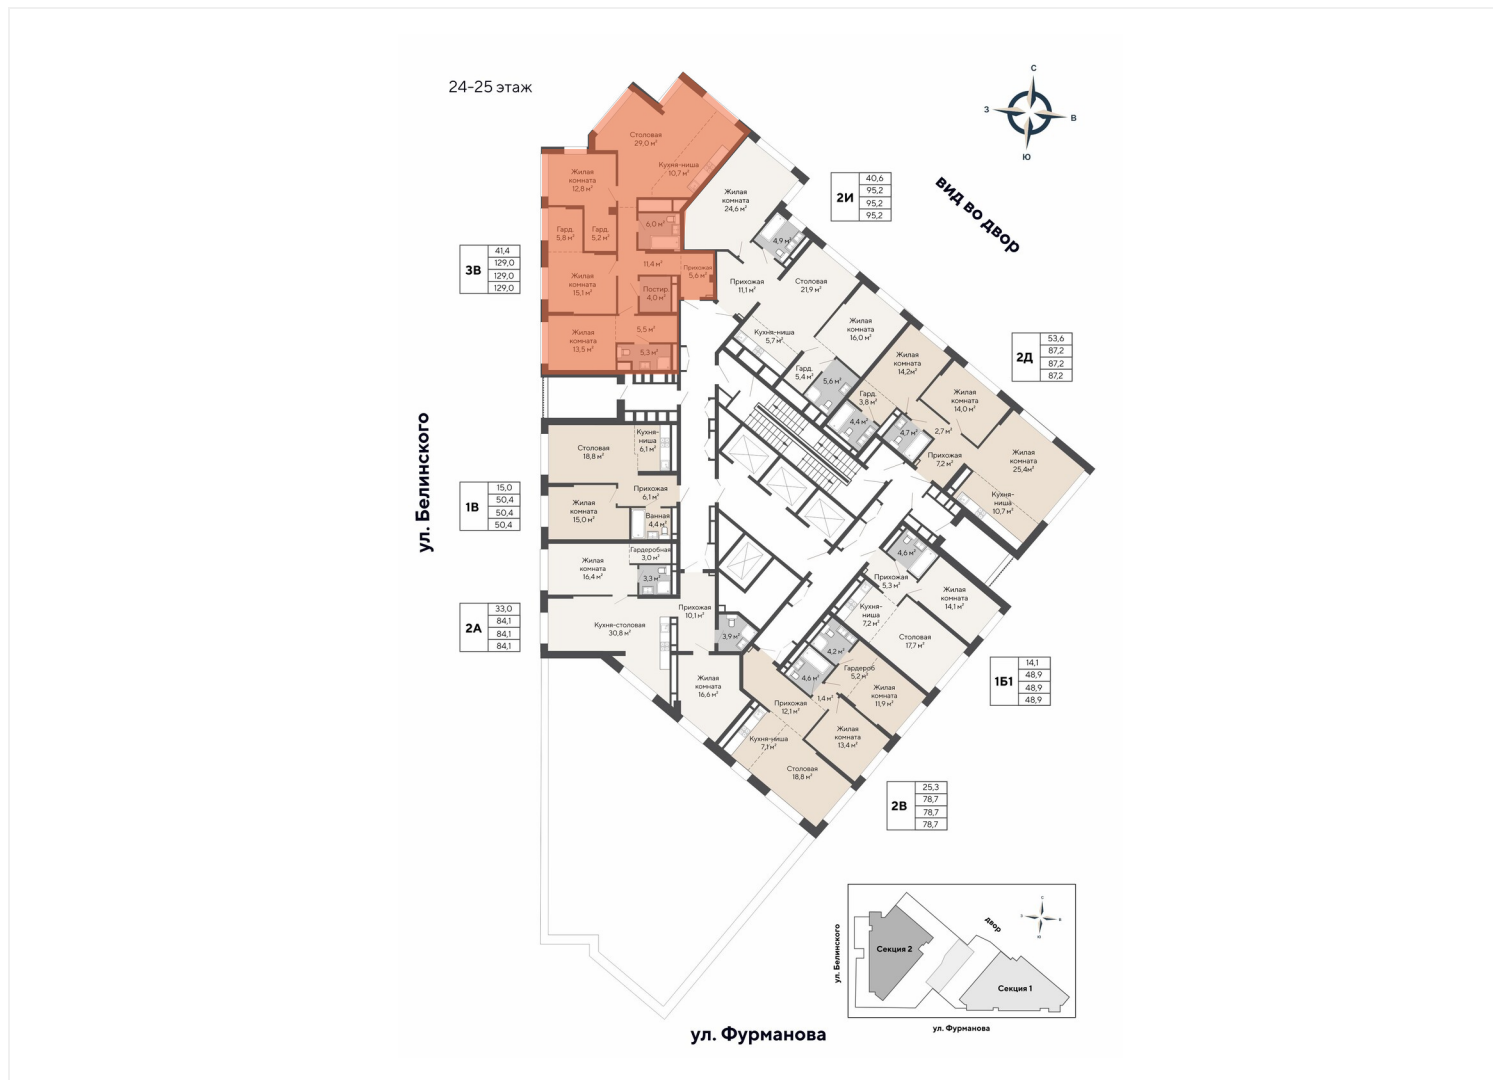 24-25 этаж
С
З
В
Ю
вид во двор
Столовая
29,0 м²
Кухня-ниша
10,7 м²
Жилая
комната
12,8 м²
Гард.
5,8 м²
Гард.
5,2 м²
6,0 м²
11,4 м²
Прихожая
5,6 м²
Жилая
комната
15,1 м²
Постир.
4,0 м²
Жилая
комната
13,5 м²
5,5 м²
5,3 м²
3В
41,4
129,0
129,0
129,0
2И
40,6
95,2
95,2
95,2
Жилая
комната
24,6 м²
4,9 м²
Прихожая
11,1 м²
Столовая
21,9 м²
Жилая
комната
16,0 м²
Кухня-ниша
5,7 м²
Гард.
5,4 м²
5,6 м²
2Д
53,6
87,2
87,2
87,2
Жилая
комната
14,2м²
Гард.
3,8 м²
4,4 м²
4,7 м²
2,7 м²
Жилая
комната
14,0 м²
Прихожая
7,2 м²
Жилая
комната
25,4м²
Кухня-
ниша
10,7 м²
ул. Белинского
1В
15,0
50,4
50,4
50,4
Столовая
18,8 м²
Кухня-
ниша
6,1 м²
Прихожая
6,1 м²
Жилая
комната
15,0 м²
Ванная
4,4 м²
2А
33,0
84,1
84,1
84,1
Жилая
комната
16,4 м²
Гардеробная
3,0 м²
3,3 м²
Кухня-столовая
30,8 м²
Прихожая
10,1 м²
3,9 м²
Жилая
комната
16,6 м²
4,6 м²
Прихожая
5,3 м²
Жилая
комната
14,1 м²
Кухня-
ниша
7,2 м²
Столовая
17,7 м²
1Б1
14,1
48,9
48,9
48,9
4,2 м²
4,6 м²
Гардероб
5,2 м²
1,4 м²
Жилая
комната
11,9 м²
Прихожая
12,1 м²
Жилая
комната
13,4 м²
Кухня-ниша
7,1 м²
Столовая
18,8 м²
2В
25,3
78,7
78,7
78,7
ул. Фурманова
ул. Белинского
Секция 2
двор
Секция 1
ул. Фурманова